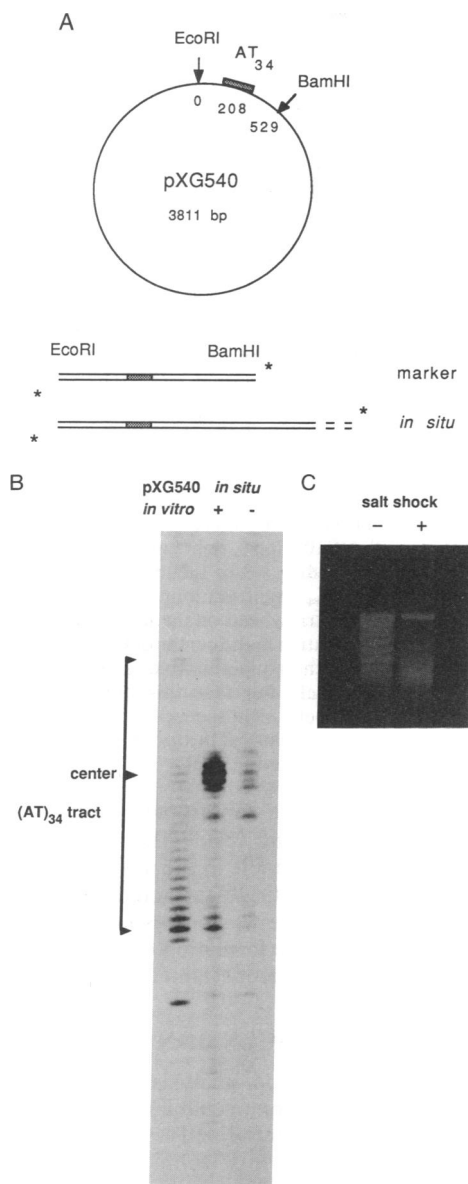 A
EcoRI
AT
34
BamHI
0
208
529
pXG540
3811 bp
EcoRI
BamHI
*
marker
*
*
in situ
*
B
pXG540 in situ
in vitro + -
center
(AT)34 tract
C
salt shock
− +